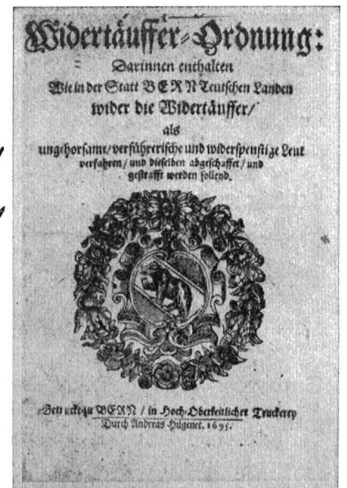 Widertäuffer-Ordnung:
Darinnen enthalten
Wie in der Statt BERN Teutschen Landen
wider die Widertäuffer/
als
ungehorsame/verführerische und widerspenstige Leut
verfahren/ und dieselben abgeschaffet/ und
gestrafft werden sollend.
zu BERN/ in Hoch-Oberkeitlicher Truckerey
Durch Andreas Hügenet. 1695.